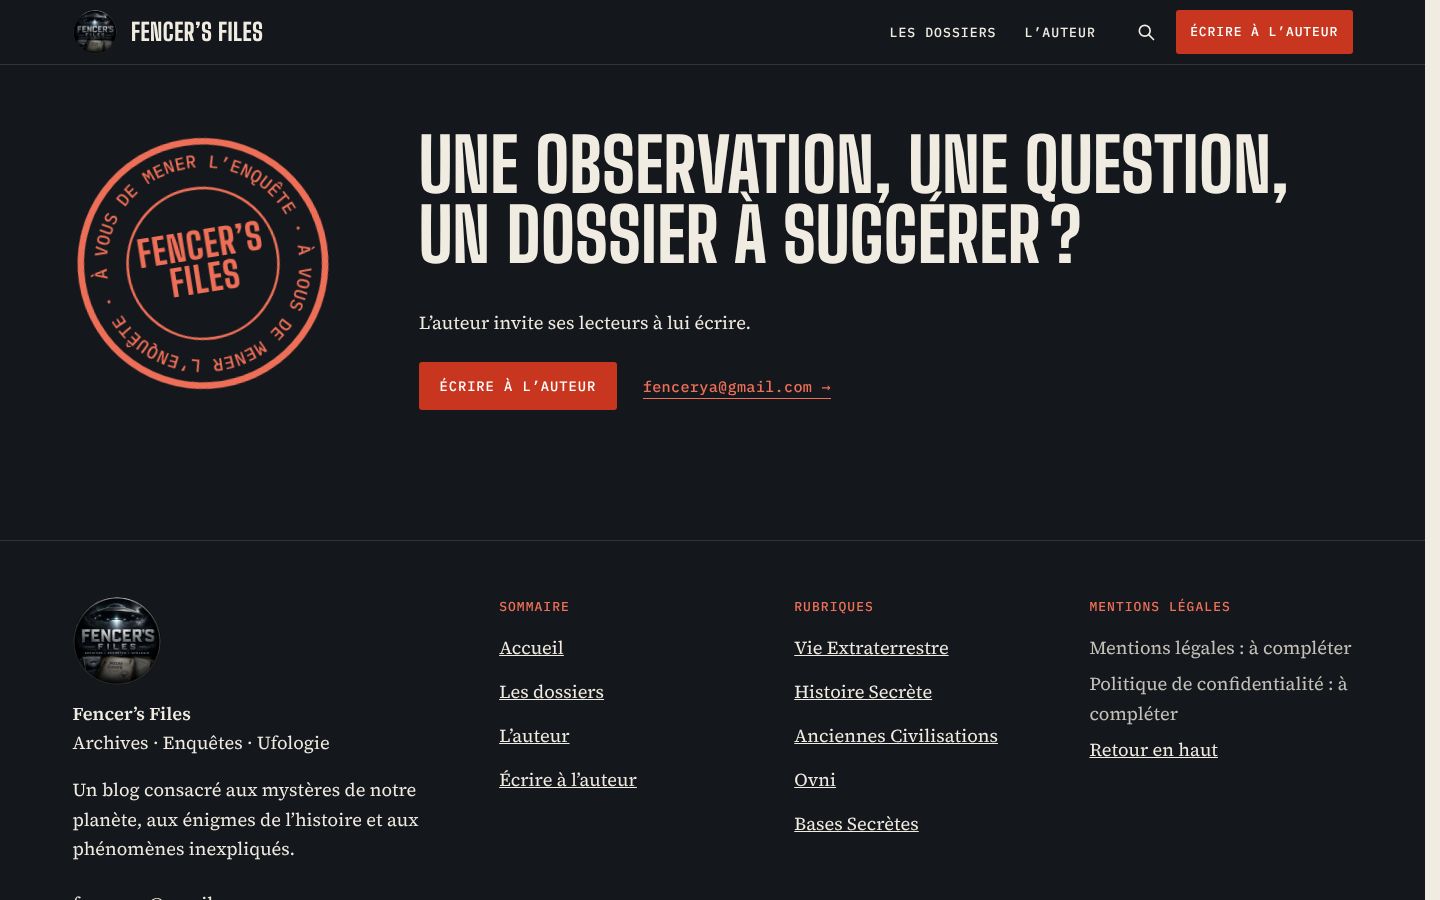 FENCER'S FILES
LES DOSSIERS
L'AUTEUR
ÉCRIRE À L'AUTEUR
À VOUS DE MENER L'ENQUÊTE · À VOUS DE MENER L'ENQUÊTE ·
FENCER'S
FILES
UNE OBSERVATION, UNE QUESTION,
UN DOSSIER À SUGGÉRER ?
L'auteur invite ses lecteurs à lui écrire.
ÉCRIRE À L'AUTEUR
fencerya@gmail.com →
FENCER'S
FILES
Fencer's Files
Archives · Enquêtes · Ufologie
Un blog consacré aux mystères de notre
planète, aux énigmes de l'histoire et aux
phénomènes inexpliqués.
SOMMAIRE
Accueil
Les dossiers
L'auteur
Écrire à l'auteur
RUBRIQUES
Vie Extraterrestre
Histoire Secrète
Anciennes Civilisations
Ovni
Bases Secrètes
MENTIONS LÉGALES
Mentions légales : à compléter
Politique de confidentialité : à
compléter
Retour en haut